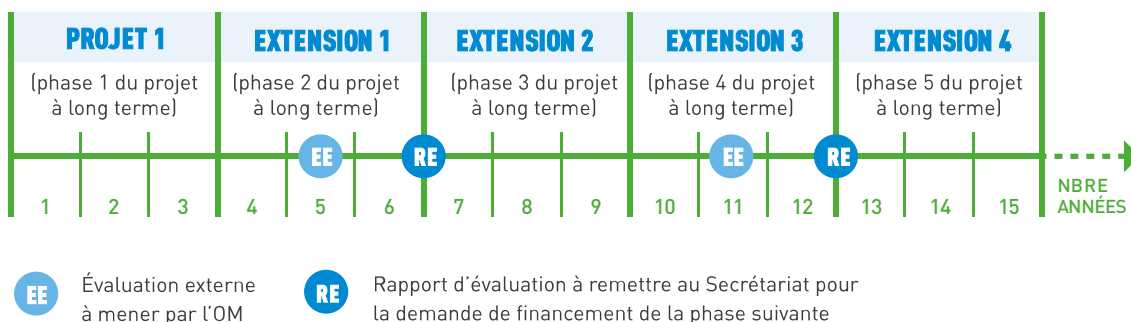 PROJET 1 EXTENSION 1 EXTENSION 2 EXTENSION 3 EXTENSION 4
(phase 1 du projet (phase 2 du projet (phase 3 du projet (phase 4 du projet (phase 5 du projet
à long terme) à long terme) à long terme) à long terme) à long terme)
EE RE EE RE
1 2 3 4 5 6 7 8 9 10 11 12 13 14 15 NBRE
ANNÉES
EE Évaluation externe RE Rapport d'évaluation à remettre au Secrétariat pour
à mener par l'OM la demande de financement de la phase suivante